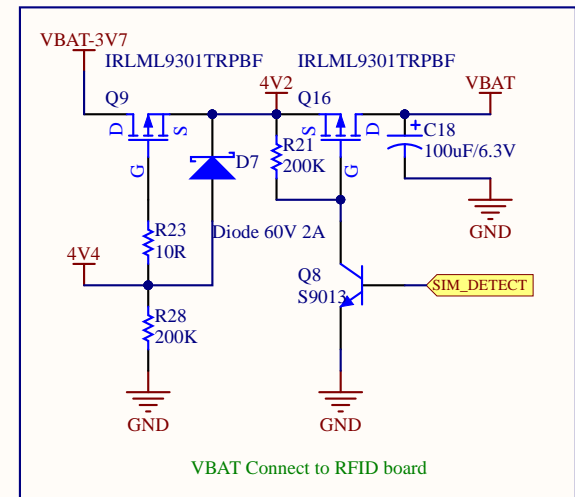 VBAT-3V7
IRLML9301TRPBF
IRLML9301TRPBF
Q9
4V2
Q16
VBAT
D
S
G
S
D
G
R21
200K
+
C18
100uF/6.3V
D7
GND
R23
10R
Diode 60V 2A
4V4
Q8
S9013
SIM_DETECT
R28
200K
GND
GND
VBAT Connect to RFID board